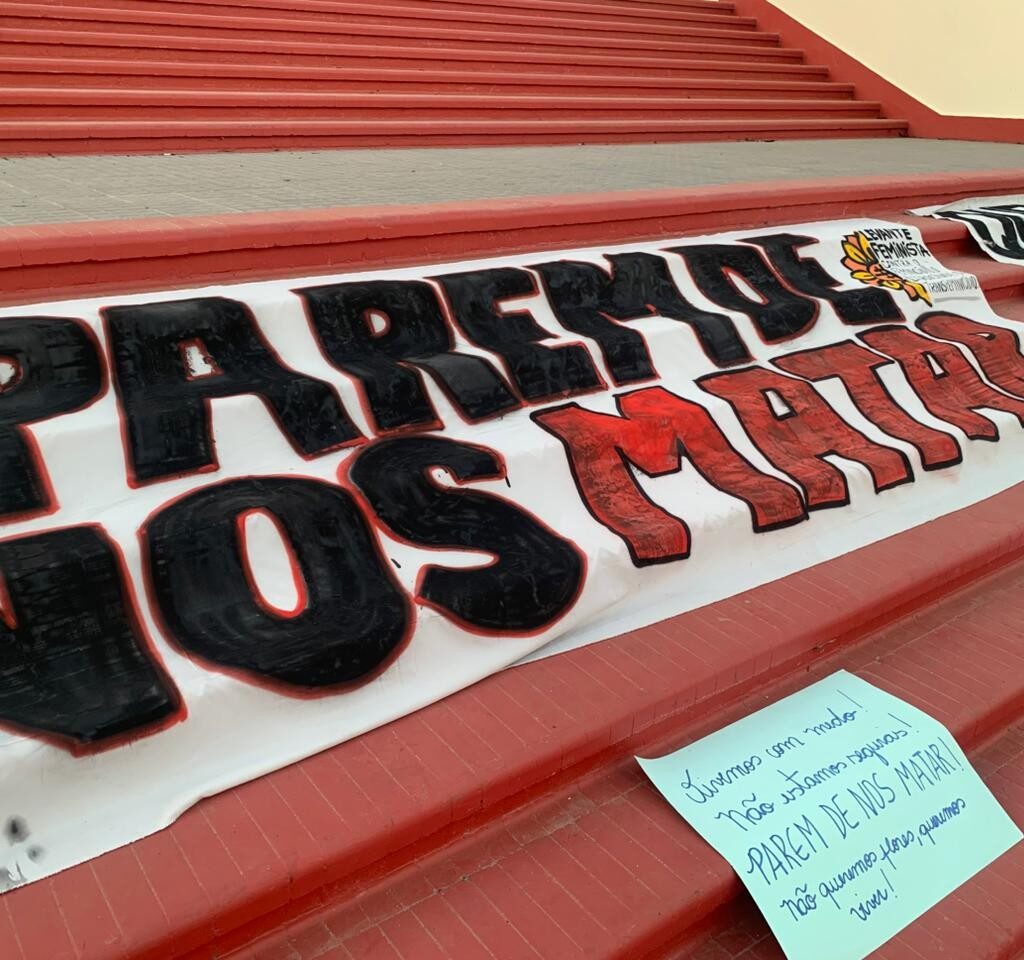 PAREM DE
NOS MATAR
LEVANTE
FEMINISTA
CONTRA O
Vivemos com medo!
Não estamos seguras!
PAREM DE NOS MATAR!
Não queremos flores, queremos
viver!